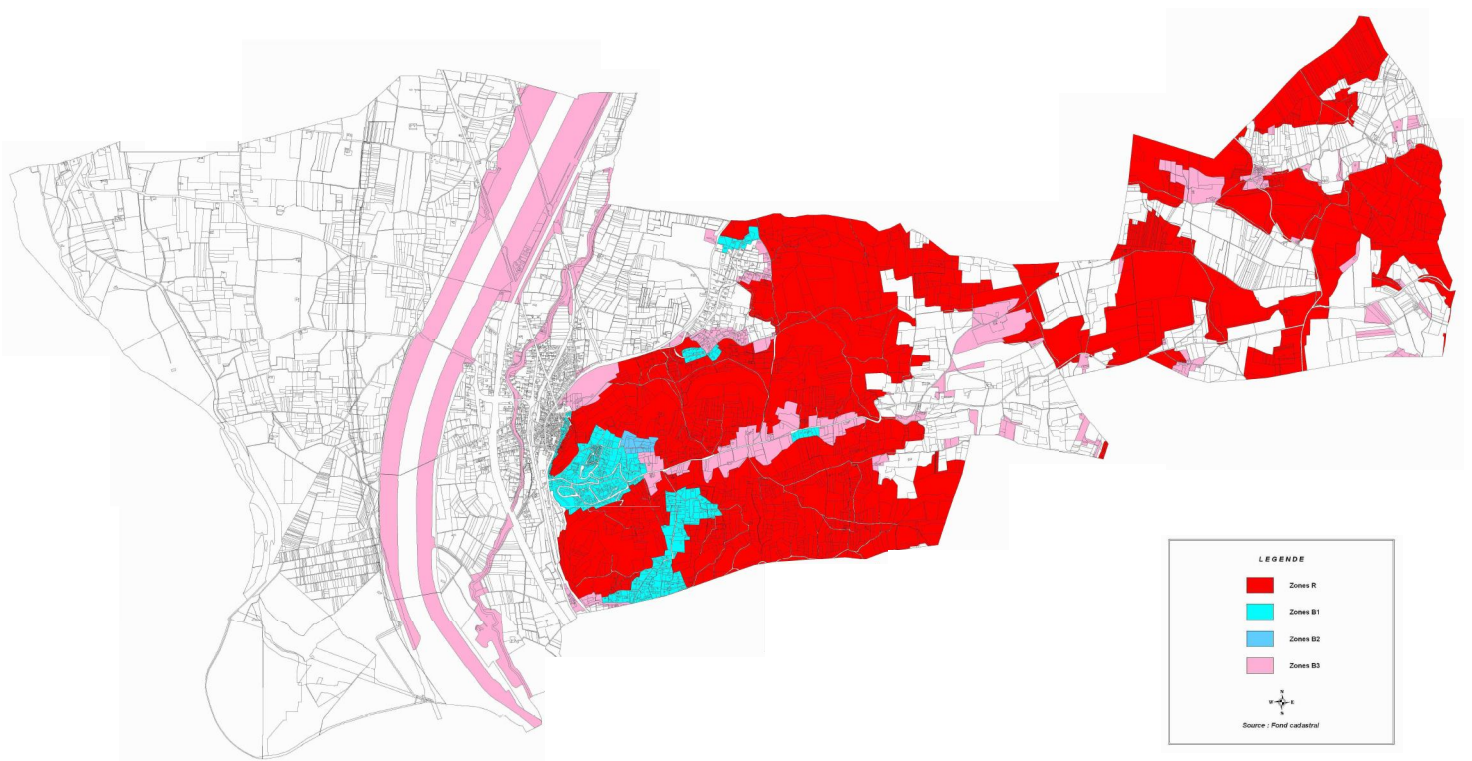 LEGENDE
Zones R
Zones B1
Zones B2
Zones B3
N
W E
Source : Fond cadastral